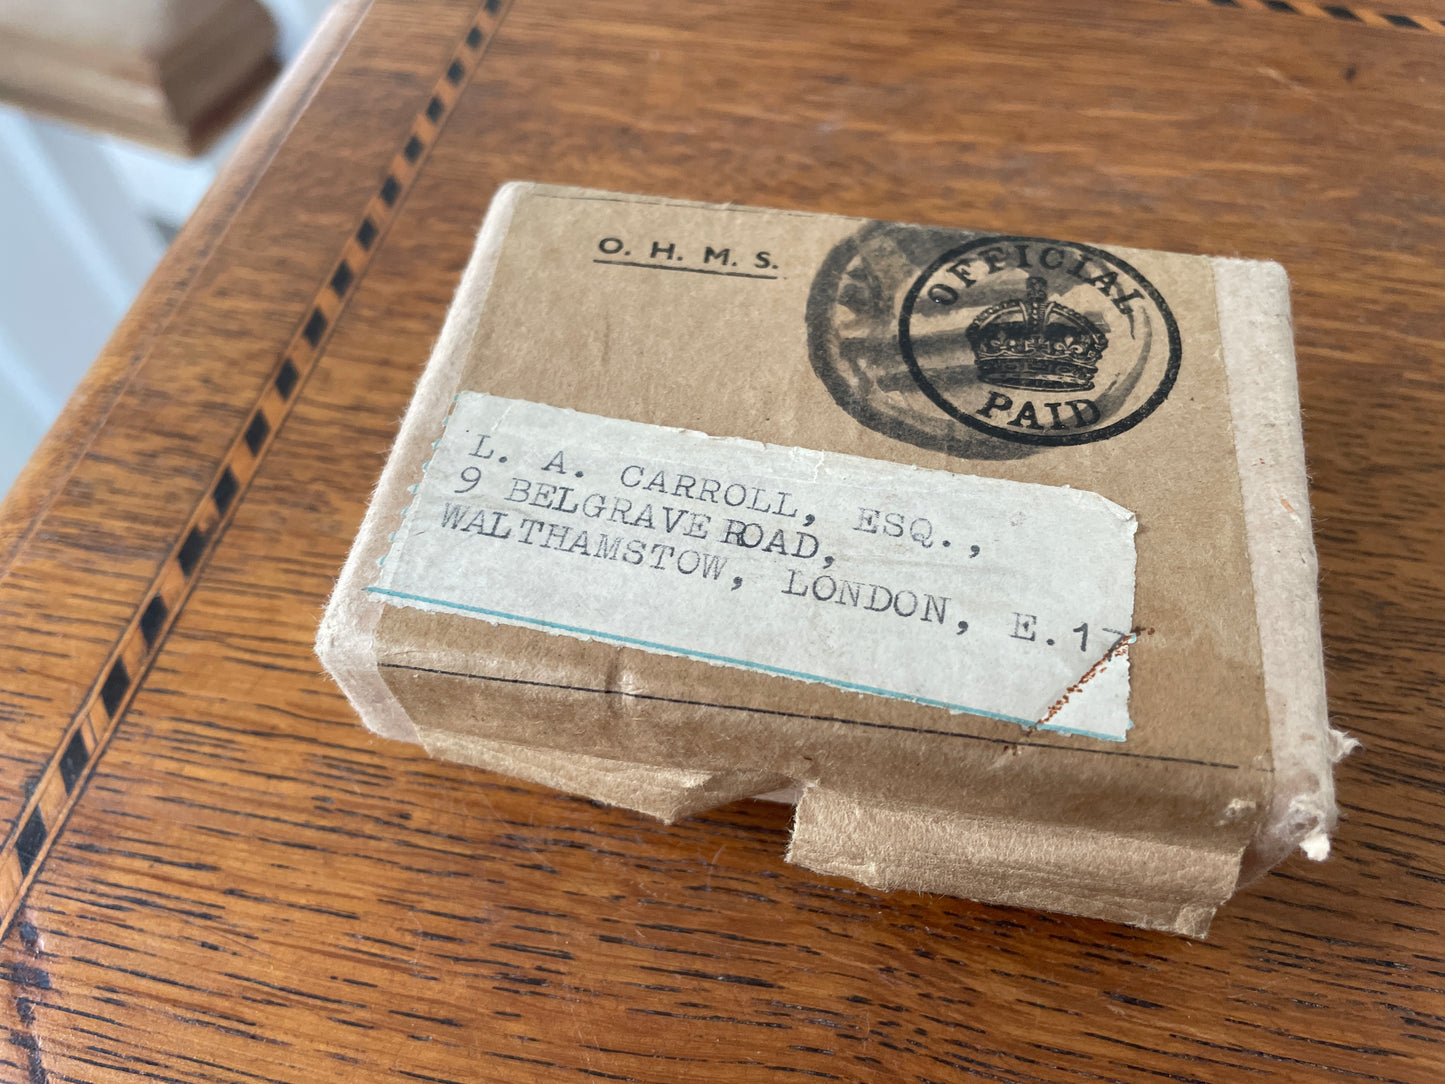 O. H. M. S.
OFFICIAL
PAID
L. A. CARROLL, ESQ.,
9 BELGRAVE ROAD,
WALTHAMSTOW, LONDON, E.17